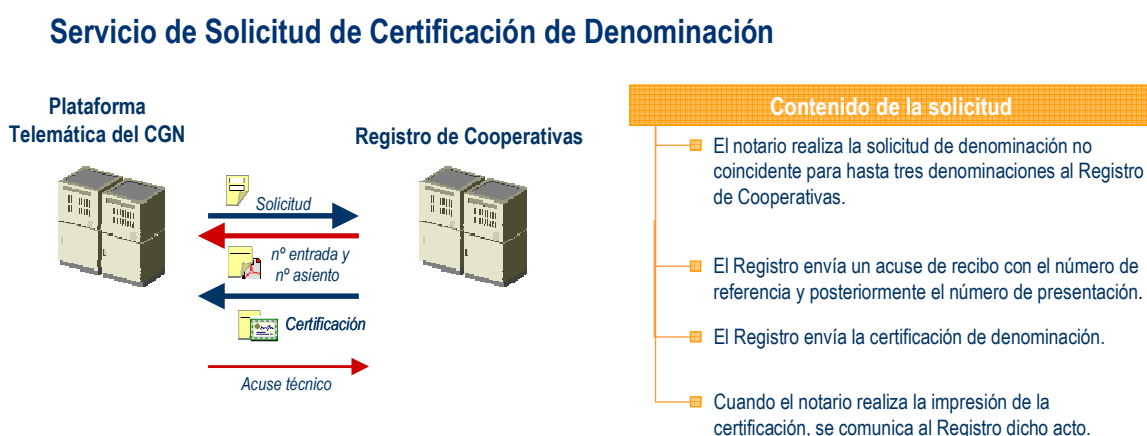 Servicio de Solicitud de Certificación de Denominación
Plataforma
Telemática del CGN
Registro de Cooperativas
Solicitud
nº entrada y
nº asiento
Certificación
Acuse técnico
Contenido de la solicitud
El notario realiza la solicitud de denominación no
coincidente para hasta tres denominaciones al Registro
de Cooperativas.
El Registro envía un acuse de recibo con el número de
referencia y posteriormente el número de presentación.
El Registro envía la certificación de denominación.
Cuando el notario realiza la impresión de la
certificación, se comunica al Registro dicho acto.